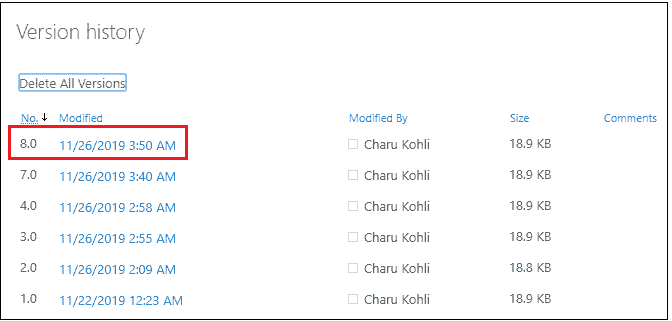 Version history
Delete All Versions
No. Modified Modified By Size Comments
8.0 11/26/2019 3:50 AM Charu Kohli 18.9 KB
7.0 11/26/2019 3:40 AM Charu Kohli 18.9 KB
4.0 11/26/2019 2:58 AM Charu Kohli 18.9 KB
3.0 11/26/2019 2:55 AM Charu Kohli 18.9 KB
2.0 11/26/2019 2:09 AM Charu Kohli 18.8 KB
1.0 11/22/2019 12:23 AM Charu Kohli 18.9 KB